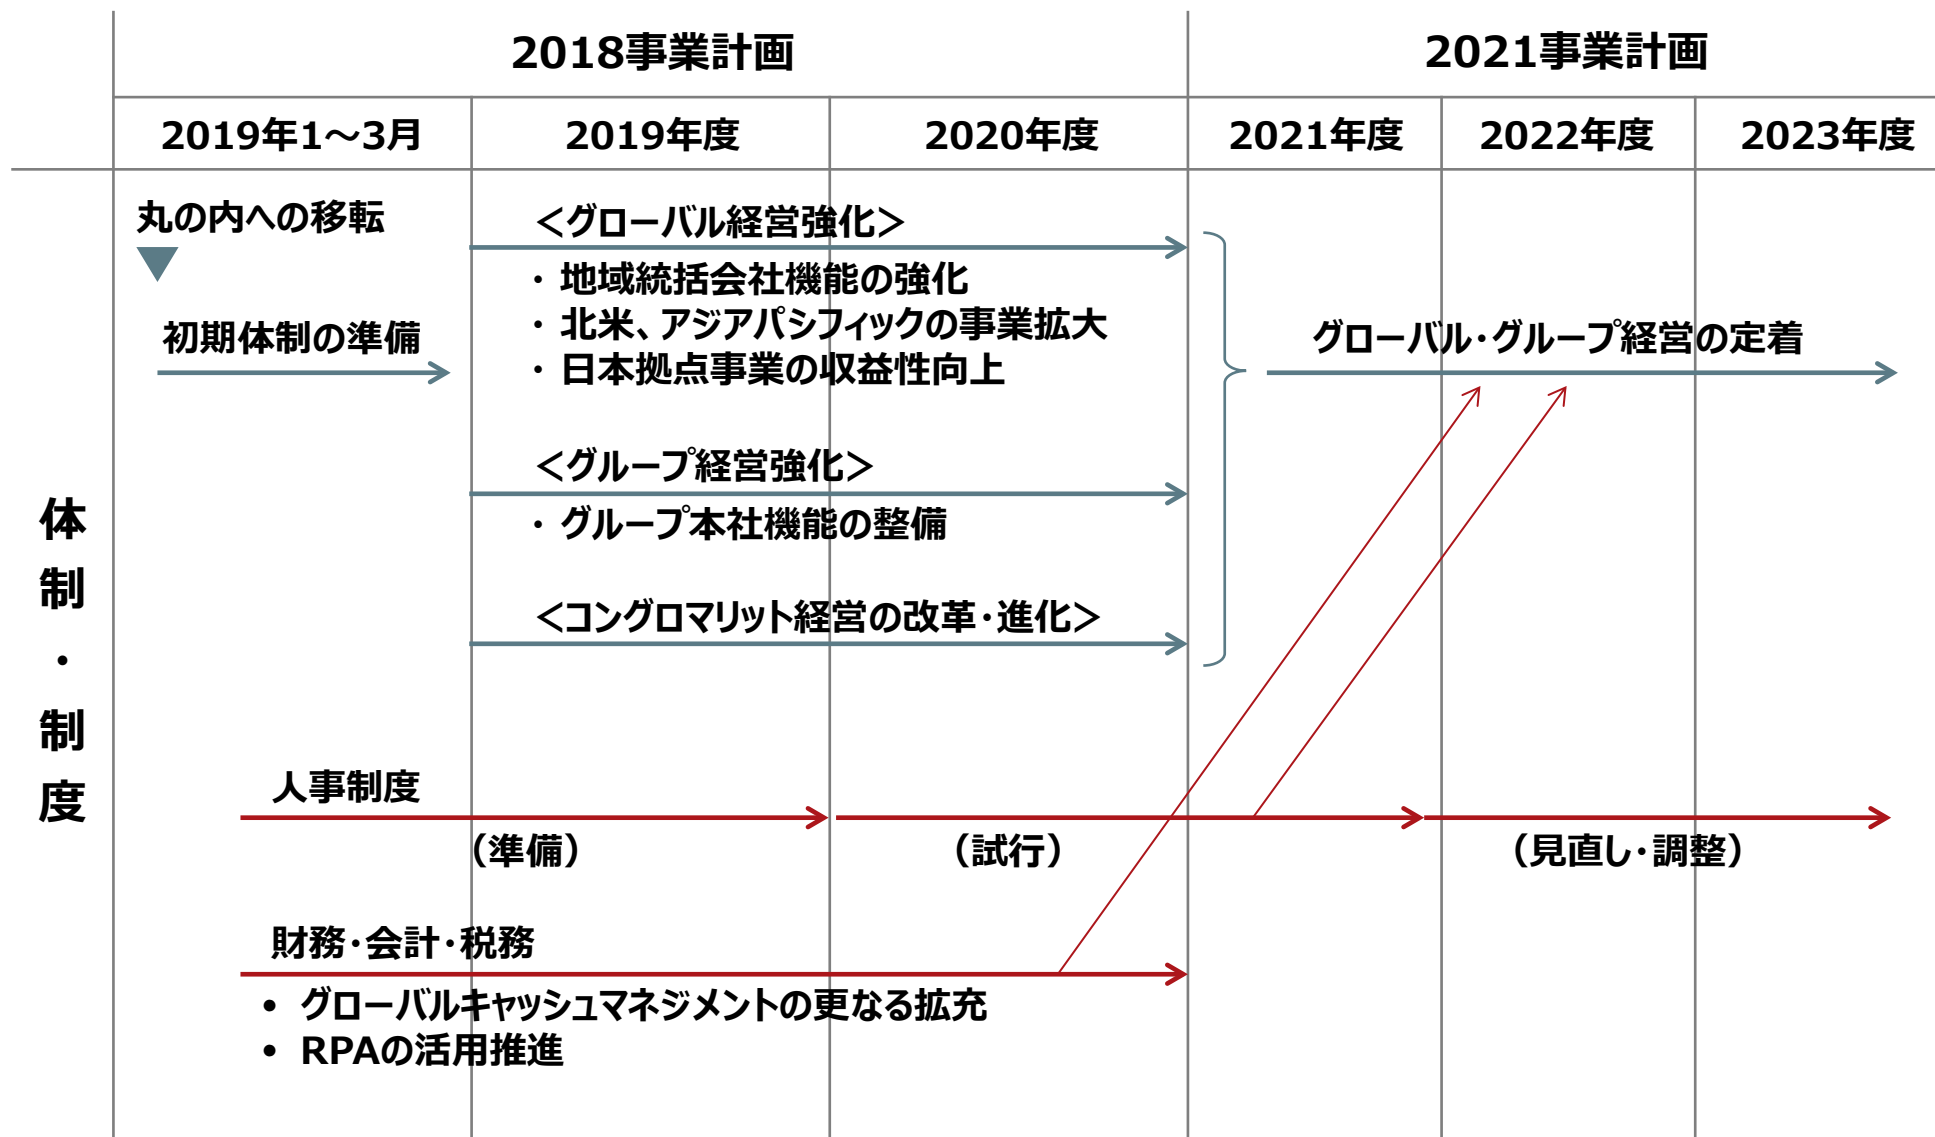 2018事業計画
2021事業計画
2019年1～3月
2019年度
2020年度
2021年度
2022年度
2023年度
体制・制度
丸の内への移転
初期体制の準備
＜グローバル経営強化＞
・ 地域統括会社機能の強化
・ 北米、アジアパシフィックの事業拡大
・ 日本拠点事業の収益性向上
＜グループ経営強化＞
・ グループ本社機能の整備
＜コングロマリット経営の改革・進化＞
グローバル・グループ経営の定着
人事制度
（準備）
（試行）
（見直し・調整）
財務・会計・税務
• グローバルキャッシュマネジメントの更なる拡充
• RPAの活用推進